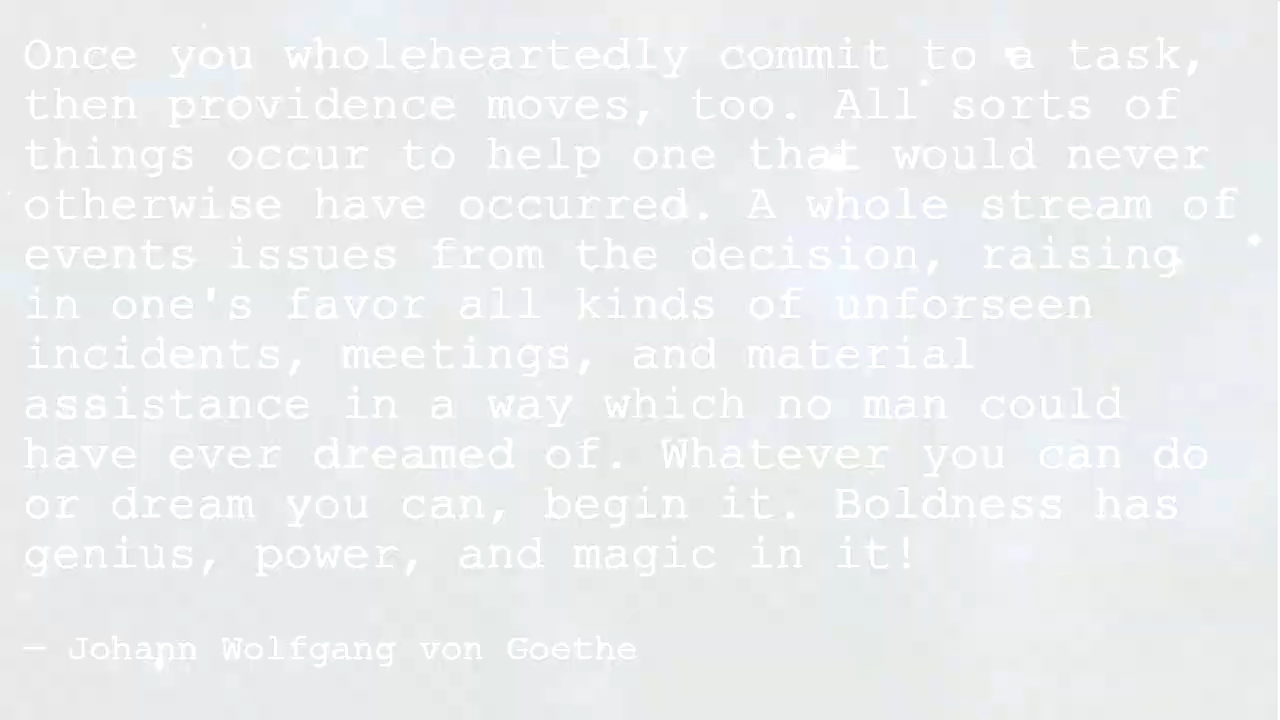 Once you wholeheartedly commit to a task,
then providence moves, too. All sorts of
things occur to help one that would never
otherwise have occurred. A whole stream of
events issues from the decision, raising
in one's favor all kinds of unforseen
incidents, meetings, and material
assistance in a way which no man could
have ever dreamed of. Whatever you can do
or dream you can, begin it. Boldness has
genius, power, and magic in it!
— Johann Wolfgang von Goethe